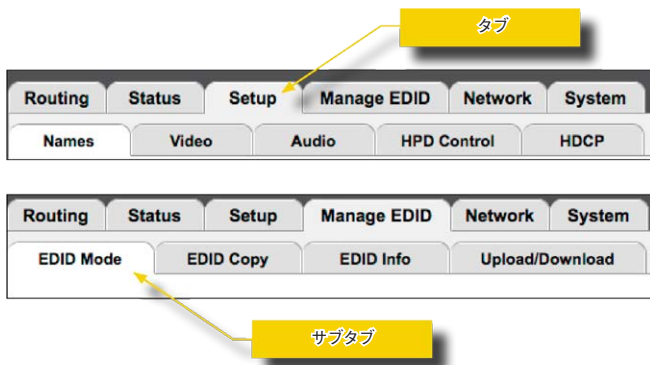 タブ
Routing Status Setup Manage EDID Network System
Names Video Audio HPD Control HDCP
Routing Status Setup Manage EDID Network System
EDID Mode EDID Copy EDID Info Upload/Download
サブタブ